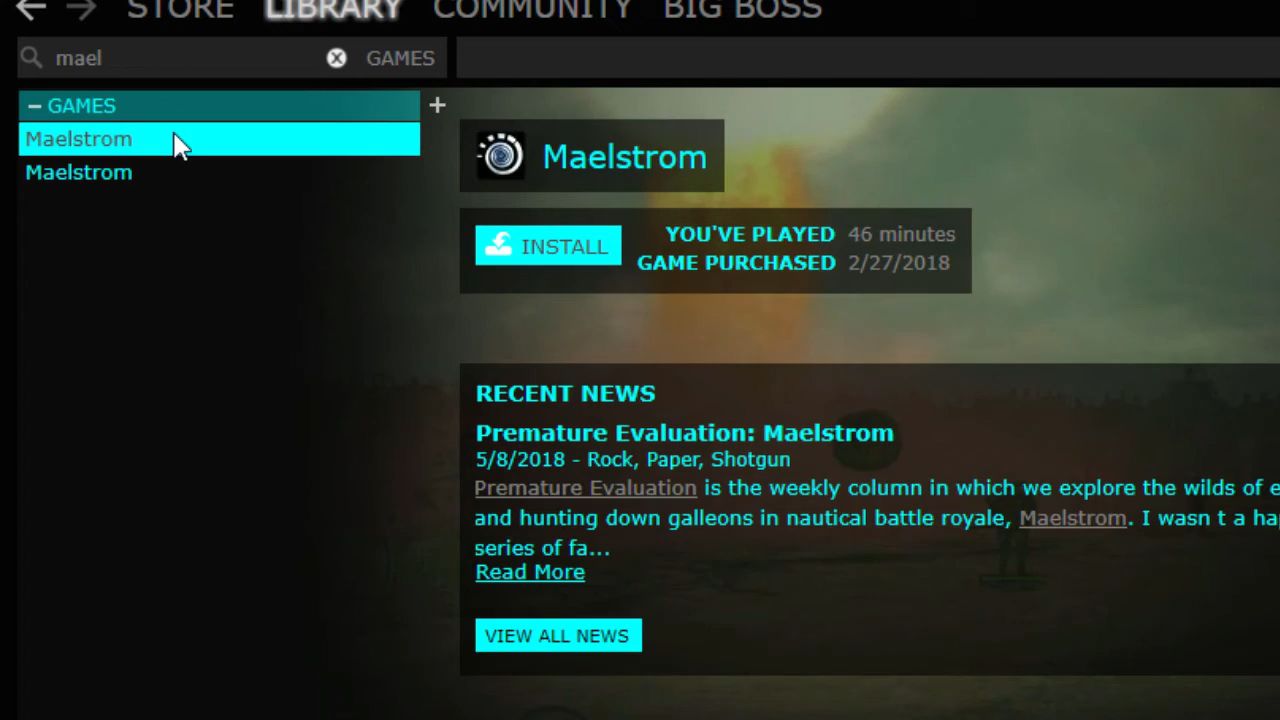 STORE LIBRARY COMMUNITY BIG BOSS
mael GAMES
– GAMES +
Maelstrom
Maelstrom
Maelstrom
INSTALL
YOU'VE PLAYED 46 minutes
GAME PURCHASED 2/27/2018
RECENT NEWS
Premature Evaluation: Maelstrom
5/8/2018 - Rock, Paper, Shotgun
Premature Evaluation is the weekly column in which we explore the wilds of
and hunting down galleons in nautical battle royale, Maelstrom. I wasn t a
series of fa...
Read More
VIEW ALL NEWS